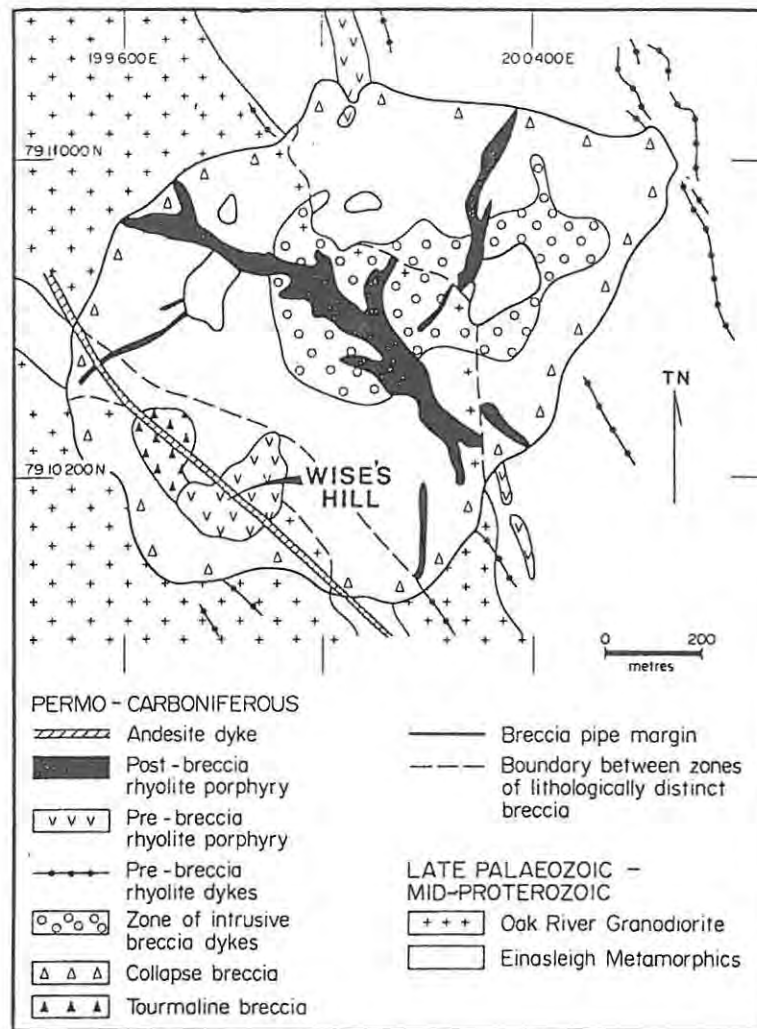 199600E
200400E
7911000N
TN
7910200N
WISE'S
HILL
0 200
metres
PERMO-CARBONIFEROUS
Andesite dyke
Post-breccia
rhyolite porphyry
Pre-breccia
rhyolite porphyry
Pre-breccia
rhyolite dykes
Zone of intrusive
breccia dykes
Collapse breccia
Tourmaline breccia
Breccia pipe margin
Boundary between zones
of lithologically distinct
breccia
LATE PALAEOZOIC -
MID-PROTEROZOIC
Oak River Granodiorite
Einasleigh Metamorphics